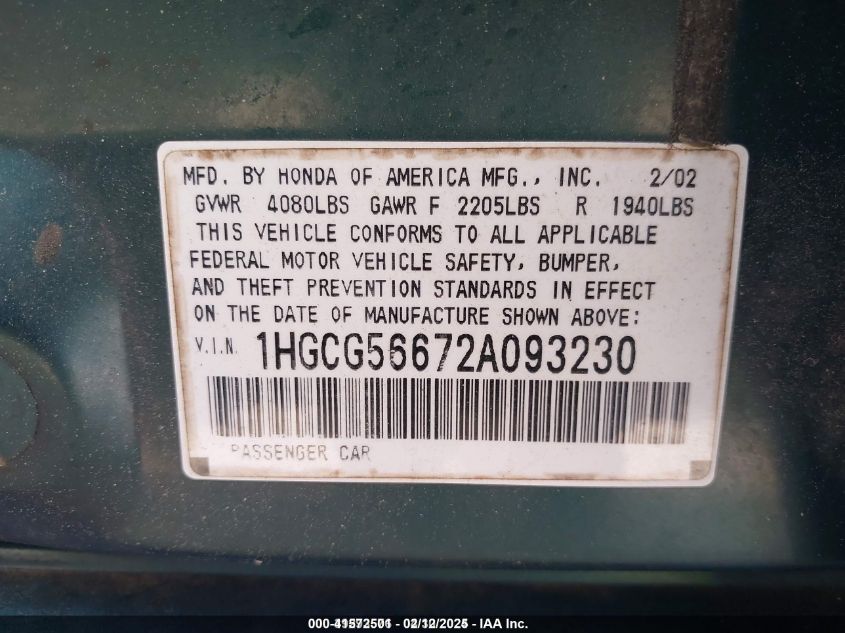 MFD. BY HONDA OF AMERICA MFG., INC. 2/02
GVWR 4080LBS GAWR F 2205LBS R 1940LBS
THIS VEHICLE CONFORMS TO ALL APPLICABLE
FEDERAL MOTOR VEHICLE SAFETY, BUMPER,
AND THEFT PREVENTION STANDARDS IN EFFECT
ON THE DATE OF MANUFACTURE SHOWN ABOVE:
V.I.N. 1HGCG56672A093230
PASSENGER CAR
- IAA Inc.